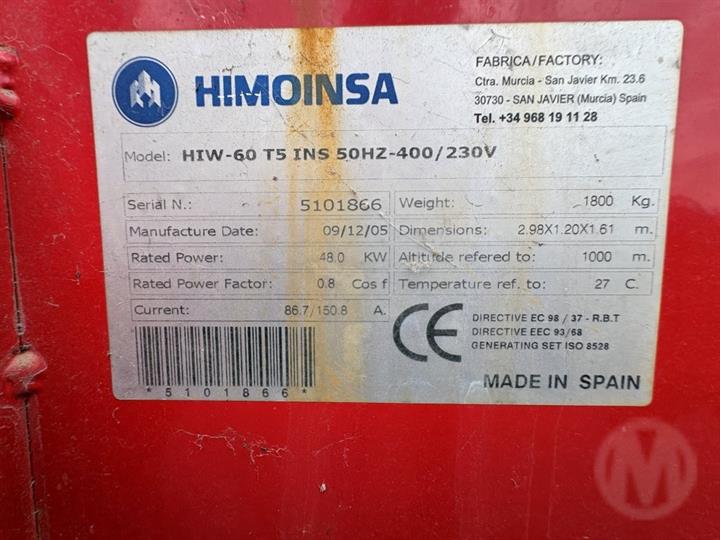 HIMOINSA
FABRICA/FACTORY:
Ctra. Murcia - San Javier Km. 23.6
30730 - SAN JAVIER (Murcia) Spain
Tel. +34 968 19 11 28
Model: HIW-60 T5 INS 50HZ-400/230V
Serial N.: 5101866 Weight: 1800 Kg.
Manufacture Date: 09/12/05 Dimensions: 2.98X1.20X1.61 m.
Rated Power: 48.0 KW Altitude refered to: 1000 m.
Rated Power Factor: 0.8 Cos f Temperature ref. to: 27 C.
Current: 86.7/150.8 A.
CE
DIRECTIVE EC 98 / 37 - R.B.T
DIRECTIVE EEC 93/68
GENERATING SET ISO 8528
*5101866*
MADE IN SPAIN
M